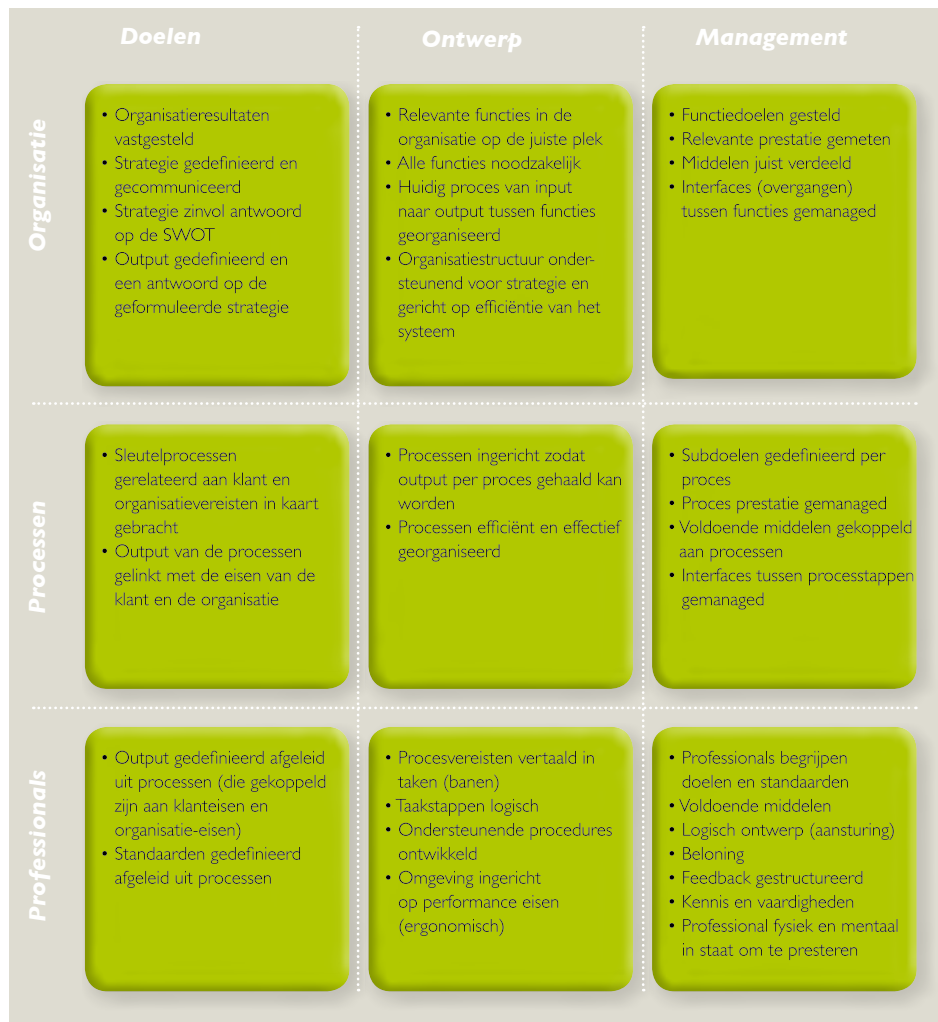 Doelen
Ontwerp
Management
Organisatie
• Organisatieresultaten
vastgesteld
• Strategie gedefinieerd en
gecommuniceerd
• Strategie zinvol antwoord
op de SWOT
• Output gedefinieerd en
een antwoord op de
geformuleerde strategie
• Relevante functies in de
organisatie op de juiste plek
• Alle functies noodzakelijk
• Huidig proces van input
naar output tussen functies
georganiseerd
• Organisatiestructuur onder-
steunend voor strategie en
gericht op efficiëntie van het
systeem
• Functiedoelen gesteld
• Relevante prestatie gemeten
• Middelen juist verdeeld
• Interfaces (overgangen)
tussen functies gemanaged
Processen
• Sleutelprocessen
gerelateerd aan klant en
organisatievereisten in kaart
gebracht
• Output van de processen
gelinkt met de eisen van de
klant en de organisatie
• Processen ingericht zodat
output per proces gehaald kan
worden
• Processen efficiënt en effectief
georganiseerd
• Subdoelen gedefinieerd per
proces
• Proces prestatie gemanaged
• Voldoende middelen gekoppeld
aan processen
• Interfaces tussen processtappen
gemanaged
Professionals
• Output gedefinieerd afgeleid
uit processen (die gekoppeld
zijn aan klanteisen en
organisatie-eisen)
• Standaarden gedefinieerd
afgeleid uit processen
• Procesvereisten vertaald in
taken (banen)
• Taakstappen logisch
• Ondersteunende procedures
ontwikkeld
• Omgeving ingericht
op performance eisen
(ergonomisch)
• Professionals begrijpen
doelen en standaarden
• Voldoende middelen
• Logisch ontwerp (aansturing)
• Beloning
• Feedback gestructureerd
• Kennis en vaardigheden
• Professional fysiek en mentaal
in staat om te presteren